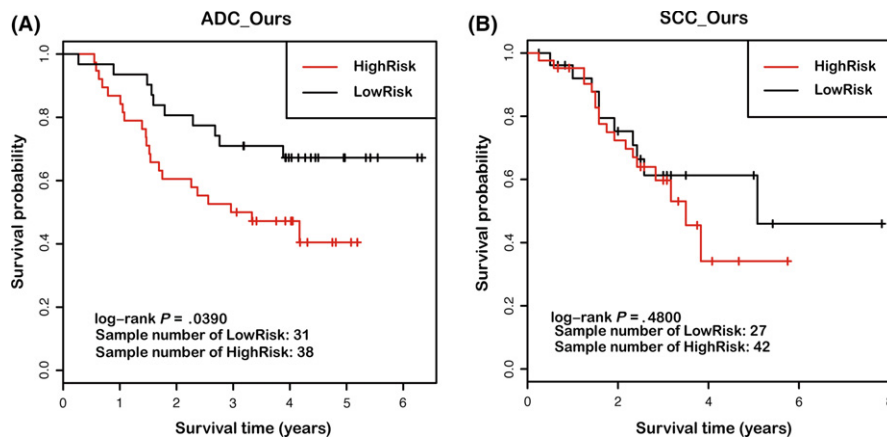 (A)
ADC_Ours
HighRisk
LowRisk
Survival probability
1.0
0.8
0.6
0.4
0.2
0.0
log−rank P = .0390
Sample number of LowRisk: 31
Sample number of HighRisk: 38
0 1 2 3 4 5 6
Survival time (years)
(B)
SCC_Ours
HighRisk
LowRisk
Survival probability
1.0
0.8
0.6
0.4
0.2
0.0
log−rank P = .4800
Sample number of LowRisk: 27
Sample number of HighRisk: 42
0 2 4 6 8
Survival time (years)